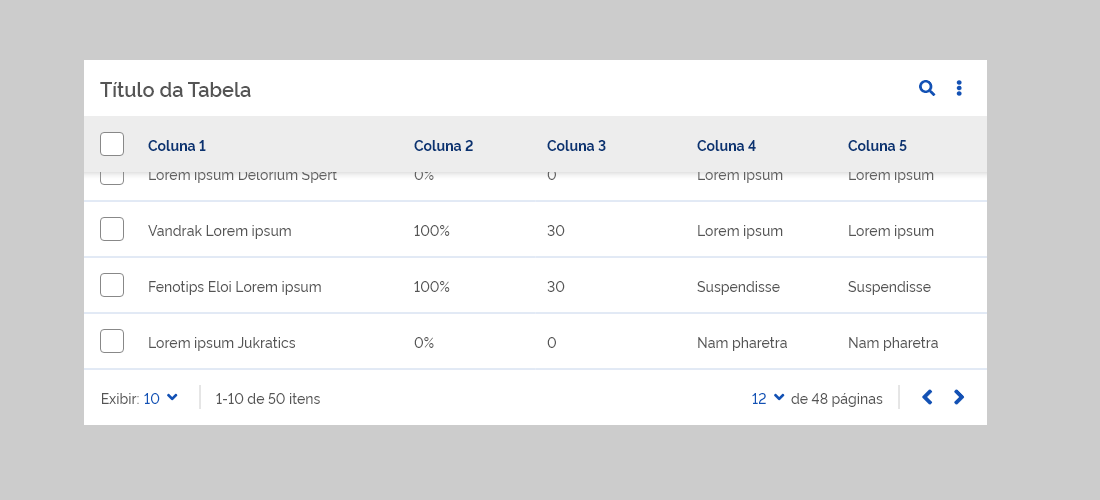 Título da Tabela
Coluna 1 Coluna 2 Coluna 3 Coluna 4 Coluna 5
Lorem ipsum Delorium Spert 0% 0 Lorem ipsum Lorem ipsum
Vandrak Lorem ipsum 100% 30 Lorem ipsum Lorem ipsum
Fenotips Eloi Lorem ipsum 100% 30 Suspendisse Suspendisse
Lorem ipsum Jukratics 0% 0 Nam pharetra Nam pharetra
Exibir: 10 1-10 de 50 itens 12 de 48 páginas